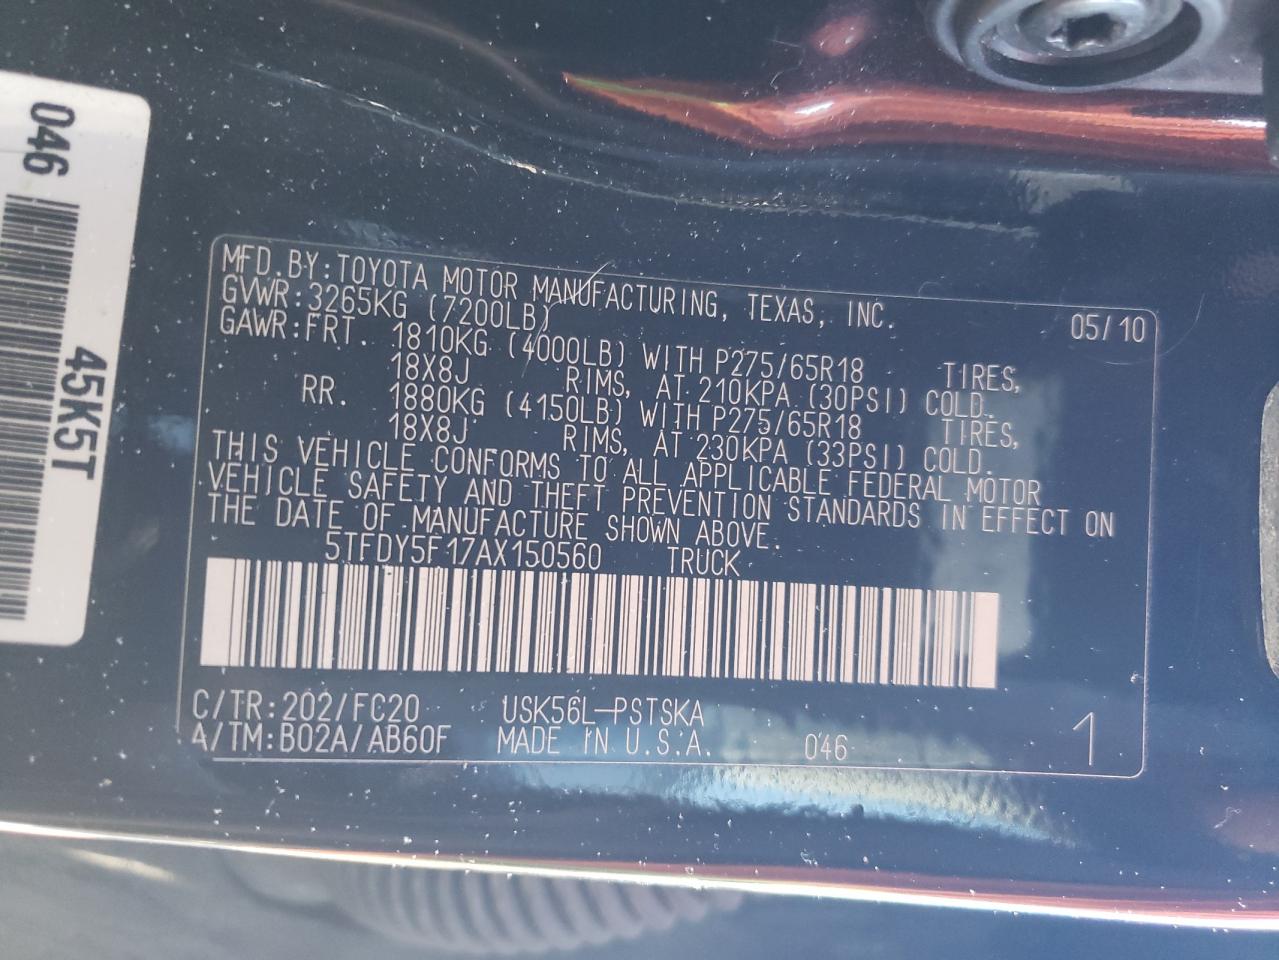 046
45K5T
MFD. BY: TOYOTA MOTOR MANUFACTURING, TEXAS, INC. 05/10
GVWR: 3265KG (7200LB)
GAWR: FRT. 1810KG (4000LB) WITH P275/65R18 TIRES,
18X8J RIMS, AT 210KPA (30PSI) COLD.
RR. 1880KG (4150LB) WITH P275/65R18 TIRES,
18X8J RIMS, AT 230KPA (33PSI) COLD.
THIS VEHICLE CONFORMS TO ALL APPLICABLE FEDERAL MOTOR
VEHICLE SAFETY AND THEFT PREVENTION STANDARDS IN EFFECT ON
THE DATE OF MANUFACTURE SHOWN ABOVE.
5TFDY5F17AX150560 TRUCK
C/TR: 202/FC20 USK56L-PSTSKA
A/TM: B02A/AB60F MADE IN U.S.A. 046 1